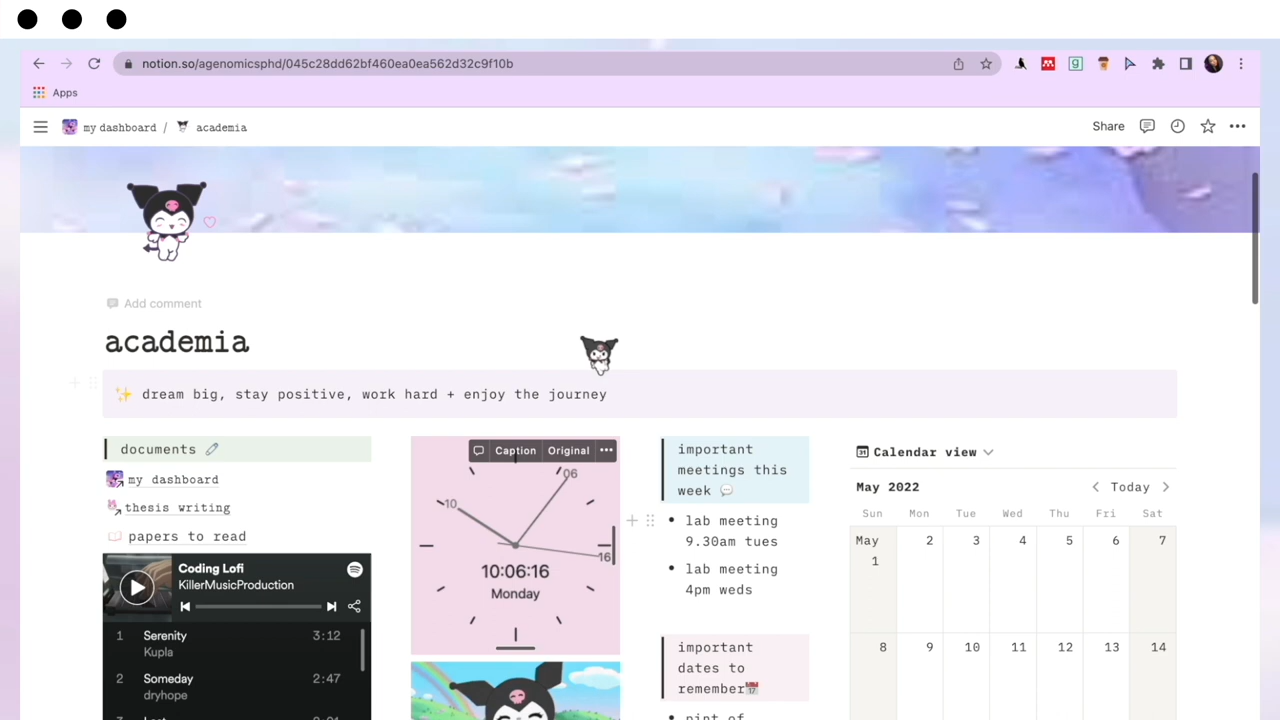 notion.so/agenomicsphd/045c28dd62bf460ea0ea562d32c9f10b
Apps
my dashboard / academia
Share
Add comment
academia
✨ dream big, stay positive, work hard + enjoy the journey
documents
my dashboard
thesis writing
papers to read
Coding Lofi
KillerMusicProduction
1 Serenity 3:12
Kupla
2 Someday 2:47
dryhope
Caption Original
06
10
16
10:06:16
Monday
important
meetings this
week
• lab meeting
9.30am tues
• lab meeting
4pm weds
important
dates to
remember
• pint of
31 Calendar view
May 2022
Today
Sun Mon Tue Wed Thu Fri Sat
May 1 2 3 4 5 6 7
8 9 10 11 12 13 14